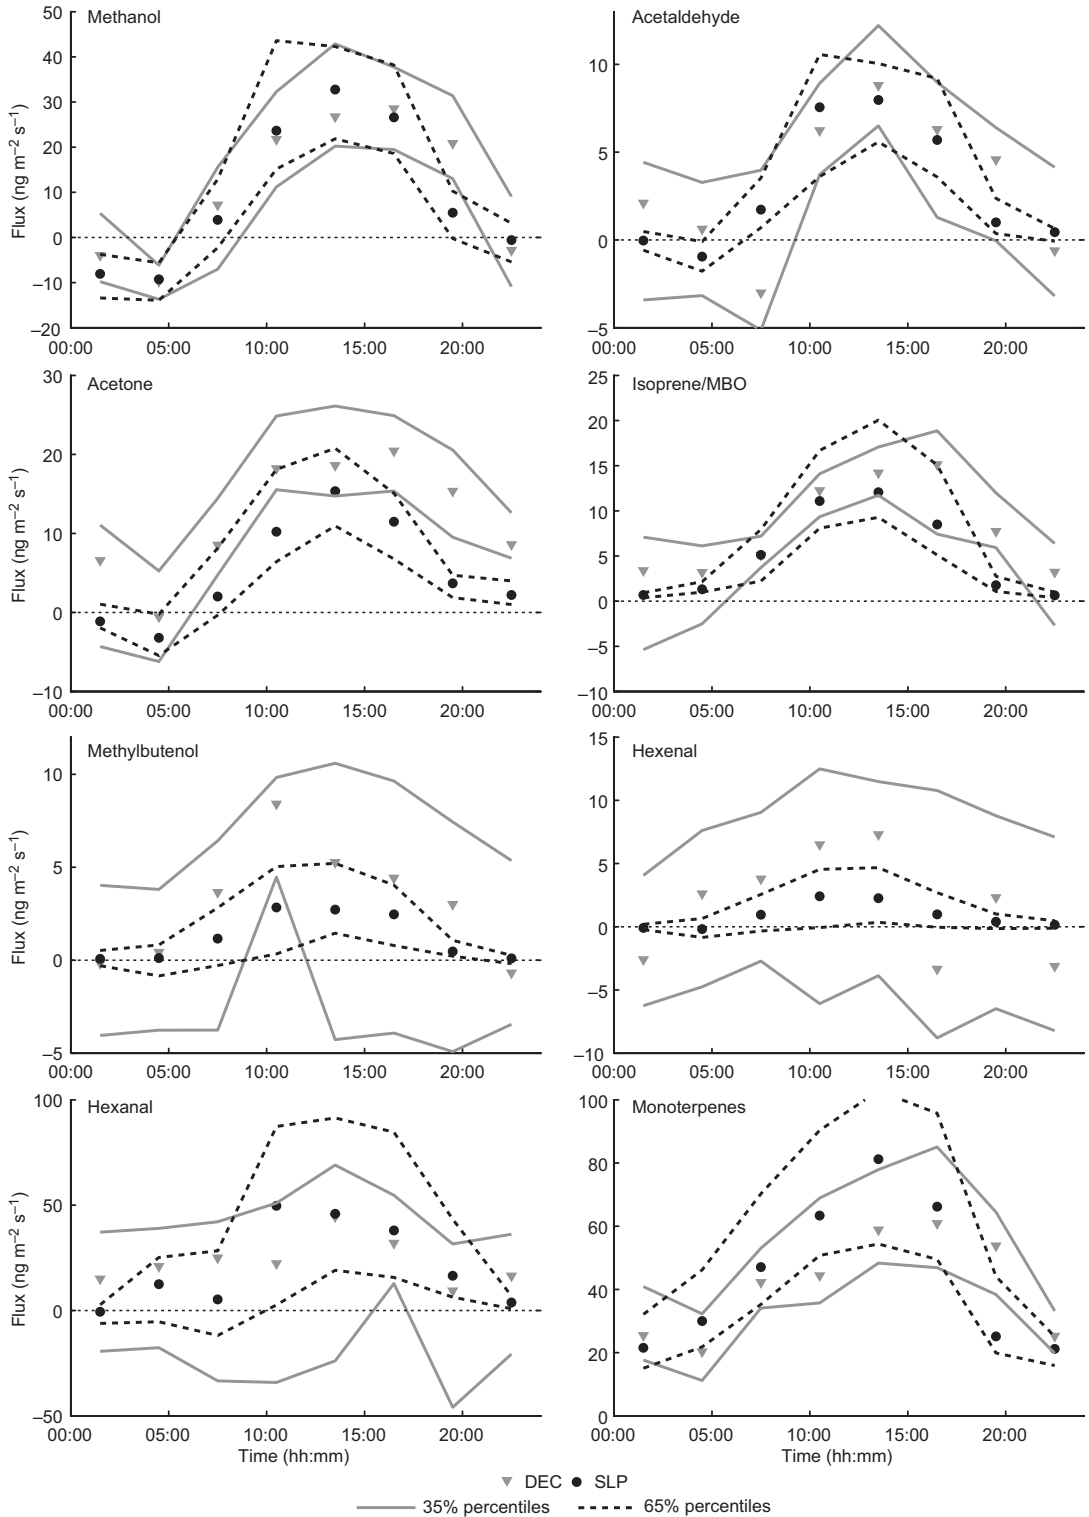 Methanol
Acetaldehyde
50
40
30
20
10
0
–10
–20
Flux (ng m⁻² s⁻¹)
00:00 05:00 10:00 15:00 20:00
10
5
0
–5
00:00 05:00 10:00 15:00 20:00
Acetone
Isoprene/MBO
30
20
10
0
–10
Flux (ng m⁻² s⁻¹)
00:00 05:00 10:00 15:00 20:00
25
20
15
10
5
0
–5
–10
00:00 05:00 10:00 15:00 20:00
Methylbutenol
Hexenal
10
5
0
–5
Flux (ng m⁻² s⁻¹)
00:00 05:00 10:00 15:00 20:00
15
10
5
0
–5
–10
00:00 05:00 10:00 15:00 20:00
Hexanal
Monoterpenes
100
50
0
–50
Flux (ng m⁻² s⁻¹)
00:00 05:00 10:00 15:00 20:00
Time (hh:mm)
100
80
60
40
20
0
00:00 05:00 10:00 15:00 20:00
Time (hh:mm)
DEC SLP
35% percentiles 65% percentiles